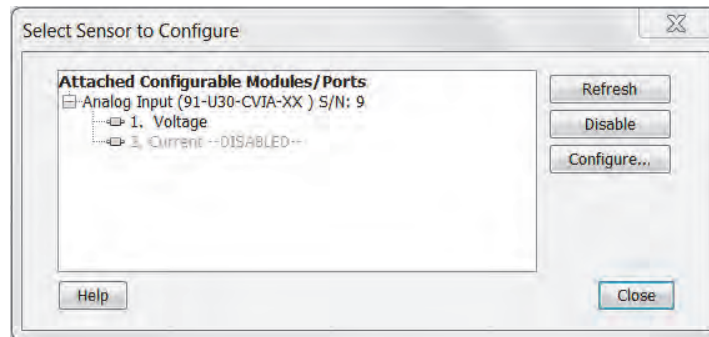 Select Sensor to Configure
Attached Configurable Modules/Ports
Analog Input (91-U30-CVIA-XX ) S/N: 9
1. Voltage
3. Current --DISABLED--
Refresh
Disable
Configure...
Help
Close